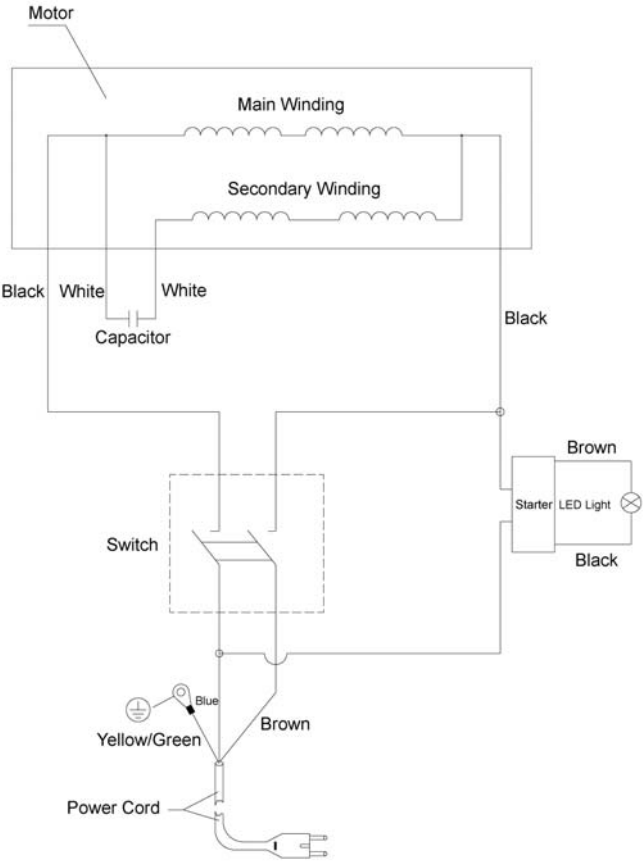 Motor
Main Winding
Secondary Winding
Black White White
Capacitor
Black
Brown
Starter LED Light
Black
Switch
Blue
Brown
Yellow/Green
Power Cord